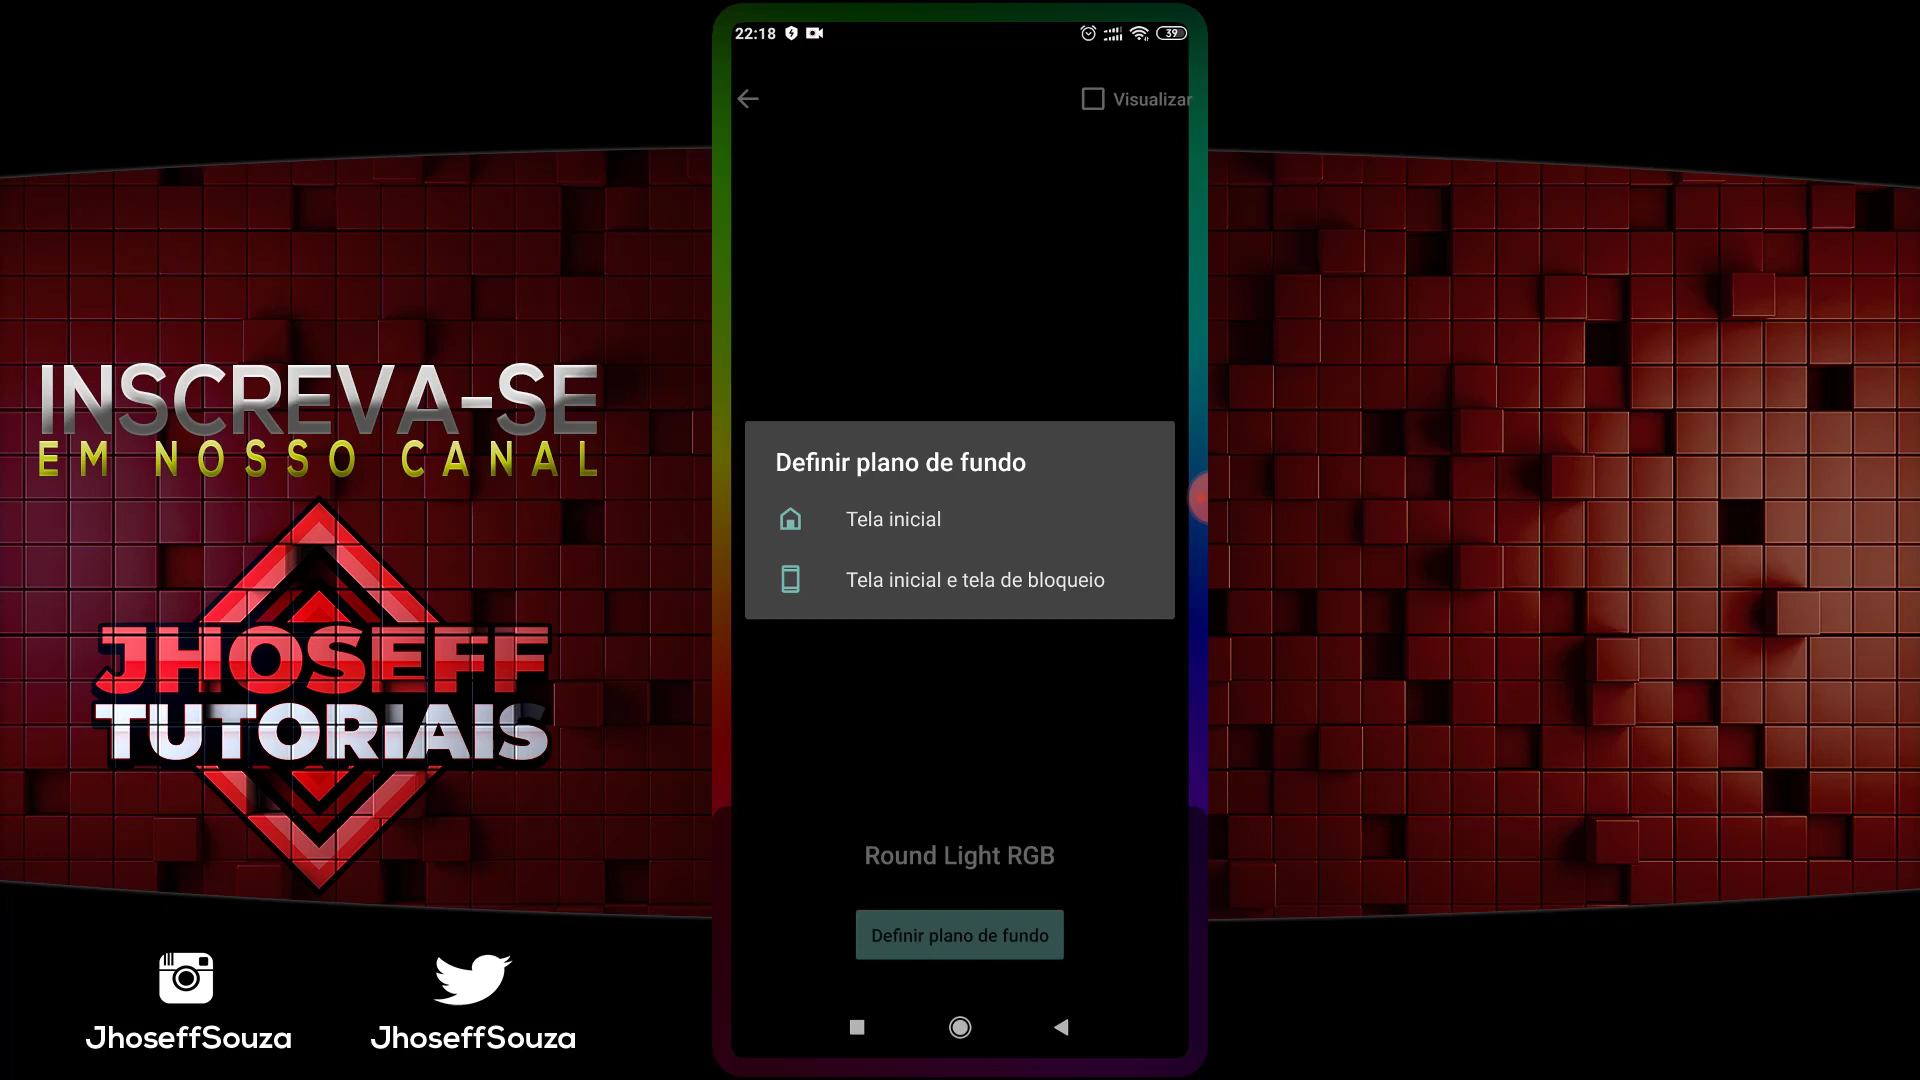 22:18
39
Visualizar
INSCREVA-SE
EM NOSSO CANAL
Definir plano de fundo
Tela inicial
Tela inicial e tela de bloqueio
JHOSEFF
TUTORiAIS
Round Light RGB
Definir plano de fundo
JhoseffSouza
JhoseffSouza